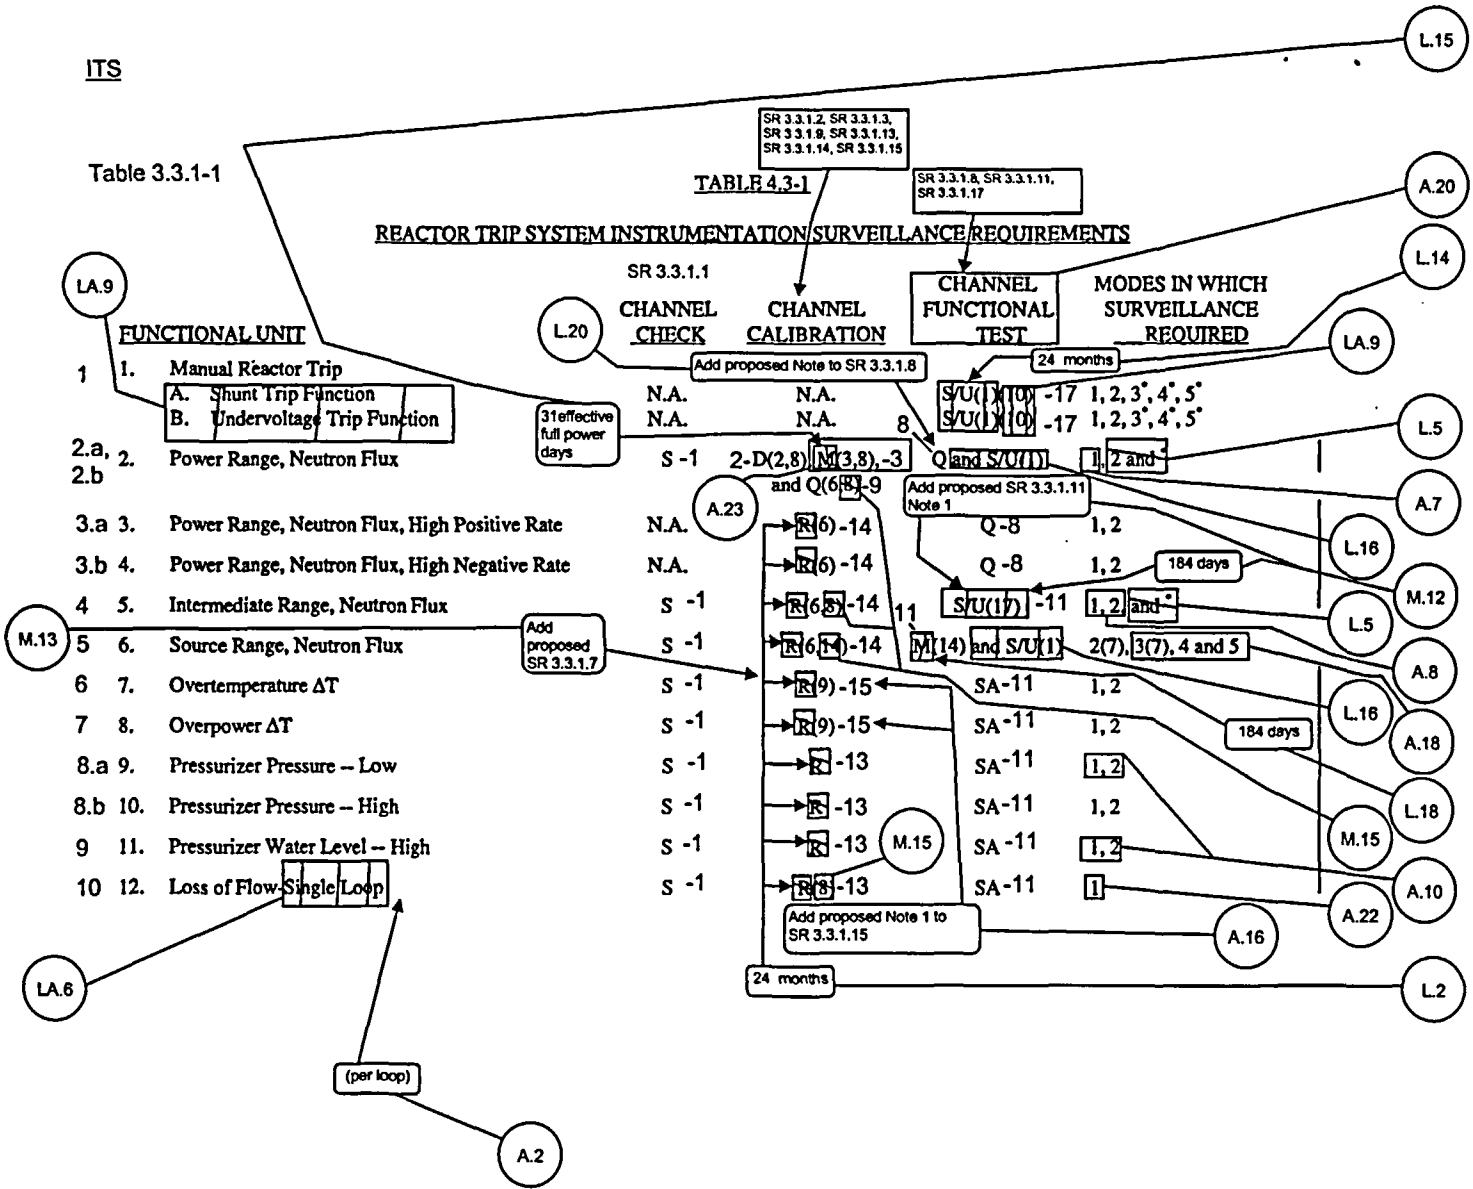 L.15
ITS
SR 3.3.1.2, SR 3.3.1.3,
SR 3.3.1.9, SR 3.3.1.13,
SR 3.3.1.14, SR 3.3.1.15
Table 3.3.1-1
TABLE 4.3-1
SR 3.3.1.8, SR 3.3.1.11,
SR 3.3.1.17
A.20
REACTOR TRIP SYSTEM INSTRUMENTATION SURVEILLANCE REQUIREMENTS
L.14
SR 3.3.1.1
LA.9
FUNCTIONAL UNIT
L.20
CHANNEL
CHECK
CHANNEL
CALIBRATION
CHANNEL
FUNCTIONAL
TEST
MODES IN WHICH
SURVEILLANCE
REQUIRED
LA.9
Add proposed Note to SR 3.3.1.8
24 months
1 1. Manual Reactor Trip
A. Shunt Trip Function N.A. N.A. S/U(1)(10) -17 1, 2, 3*, 4*, 5*
B. Undervoltage Trip Function N.A. N.A. S/U(1)(10) -17 1, 2, 3*, 4*, 5*
31effective
full power
days
8
L.5
2.a,
2.b
2. Power Range, Neutron Flux S -1 2-D(2,8), M(3,8),-3 Q and S/U(1) 1, 2 and *
and Q(6,8)-9
A.23
Add proposed SR 3.3.1.11
Note 1
A.7
3.a 3. Power Range, Neutron Flux, High Positive Rate N.A. R(6) -14 Q -8 1, 2
L.16
3.b 4. Power Range, Neutron Flux, High Negative Rate N.A. R(6) -14 Q -8 1, 2
184 days
M.12
4 5. Intermediate Range, Neutron Flux S -1 R(6,8)-14 S/U(17) -11 1, 2, and *
L.5
M.13
Add
proposed
SR 3.3.1.7
11
5 6. Source Range, Neutron Flux S -1 R(6,14)-14 M(14) and S/U(1) 2(7), 3(7), 4 and 5
A.8
6 7. Overtemperature ΔT S -1 R(9) -15 SA -11 1, 2
L.16
7 8. Overpower ΔT S -1 R(9) -15 SA -11 1, 2
184 days
A.18
8.a 9. Pressurizer Pressure -- Low S -1 R -13 SA -11 1, 2
8.b 10. Pressurizer Pressure -- High S -1 R -13 SA -11 1, 2
L.18
M.15
9 11. Pressurizer Water Level -- High S -1 R -13 SA -11 1, 2
M.15
10 12. Loss of Flow-Single Loop S -1 R(8)-13 SA -11 1
A.10
A.22
Add proposed Note 1 to
SR 3.3.1.15
A.16
LA.6
24 months
L.2
(per loop)
A.2